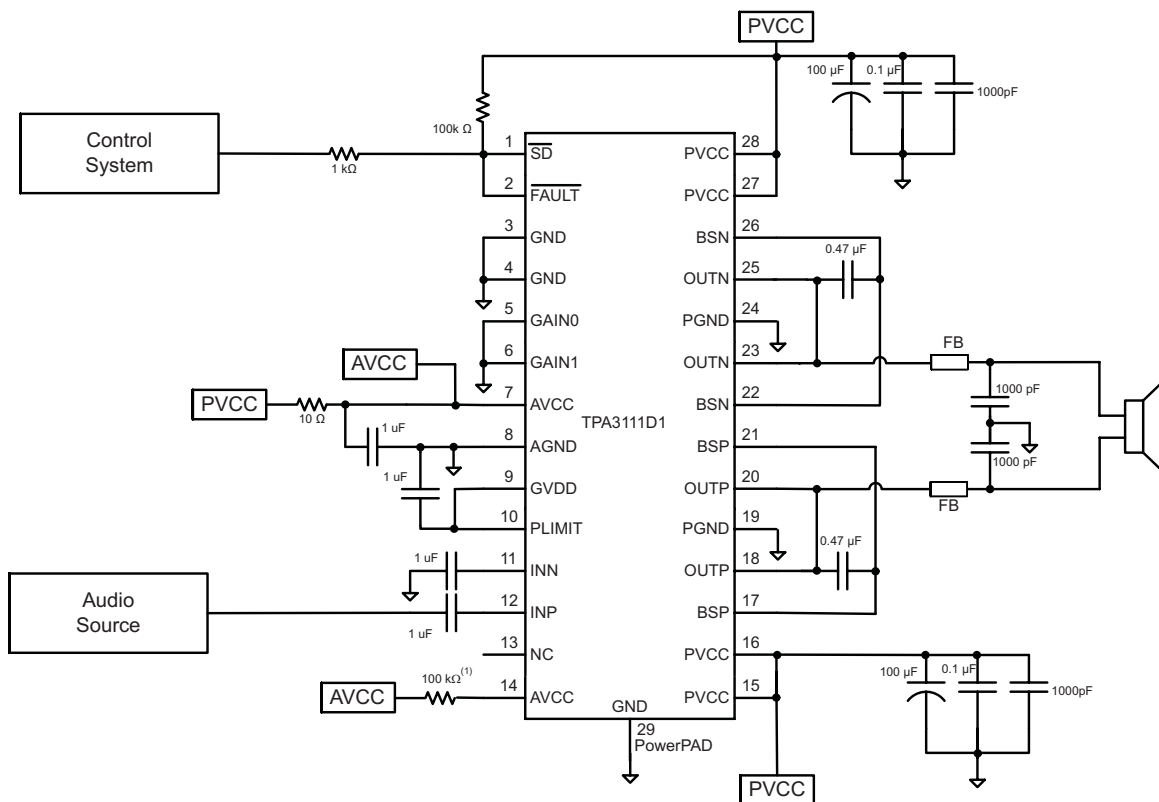 PVCC
100 µF
0.1 µF
1000pF
100k Ω
Control
System
1 kΩ
1
SD
28
PVCC
2
FAULT
27
PVCC
3
GND
26
BSN
0.47 µF
4
GND
25
OUTN
5
GAIN0
24
PGND
6
GAIN1
23
OUTN
FB
AVCC
PVCC
10 Ω
7
AVCC
22
BSN
1000 pF
TPA3111D1
1 uF
8
AGND
21
BSP
1000 pF
1 uF
9
GVDD
20
OUTP
FB
10
PLIMIT
19
PGND
0.47 µF
1 uF
11
INN
18
OUTP
Audio
Source
1 uF
12
INP
17
BSP
13
NC
16
PVCC
100 µF
0.1 µF
1000pF
AVCC
100 kΩ(1)
14
AVCC
15
PVCC
GND
29
PowerPAD
PVCC